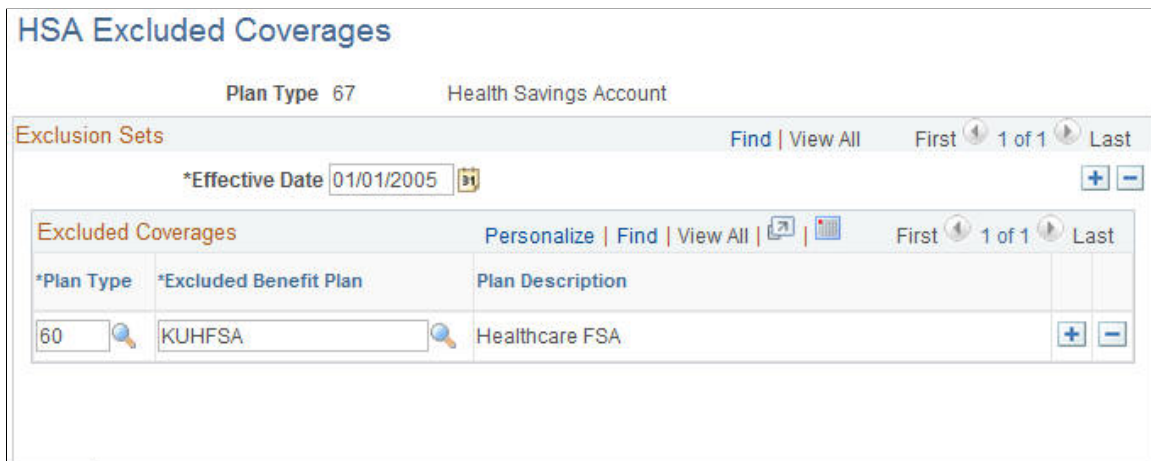 HSA Excluded Coverages
Plan Type 67 Health Savings Account
Exclusion Sets Find | View All First 1 of 1 Last
*Effective Date 01/01/2005 31
Excluded Coverages Personalize | Find | View All | | First 1 of 1 Last
*Plan Type *Excluded Benefit Plan Plan Description
60 KUHFSA Healthcare FSA